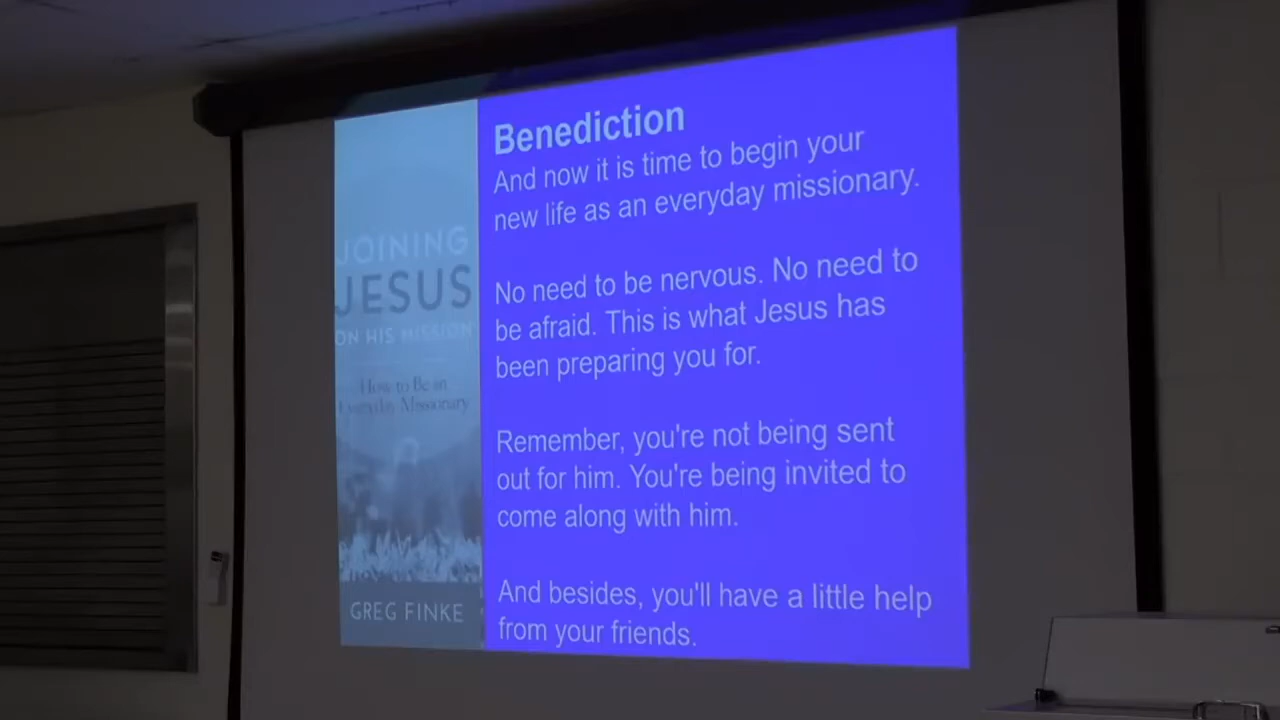 JOINING
JESUS
ON HIS MISSION
How to Be an
Everyday Missionary
GREG FINKE
Benediction
And now it is time to begin your
new life as an everyday missionary.
No need to be nervous. No need to
be afraid. This is what Jesus has
been preparing you for.
Remember, you're not being sent
out for him. You're being invited to
come along with him.
And besides, you'll have a little help
from your friends.